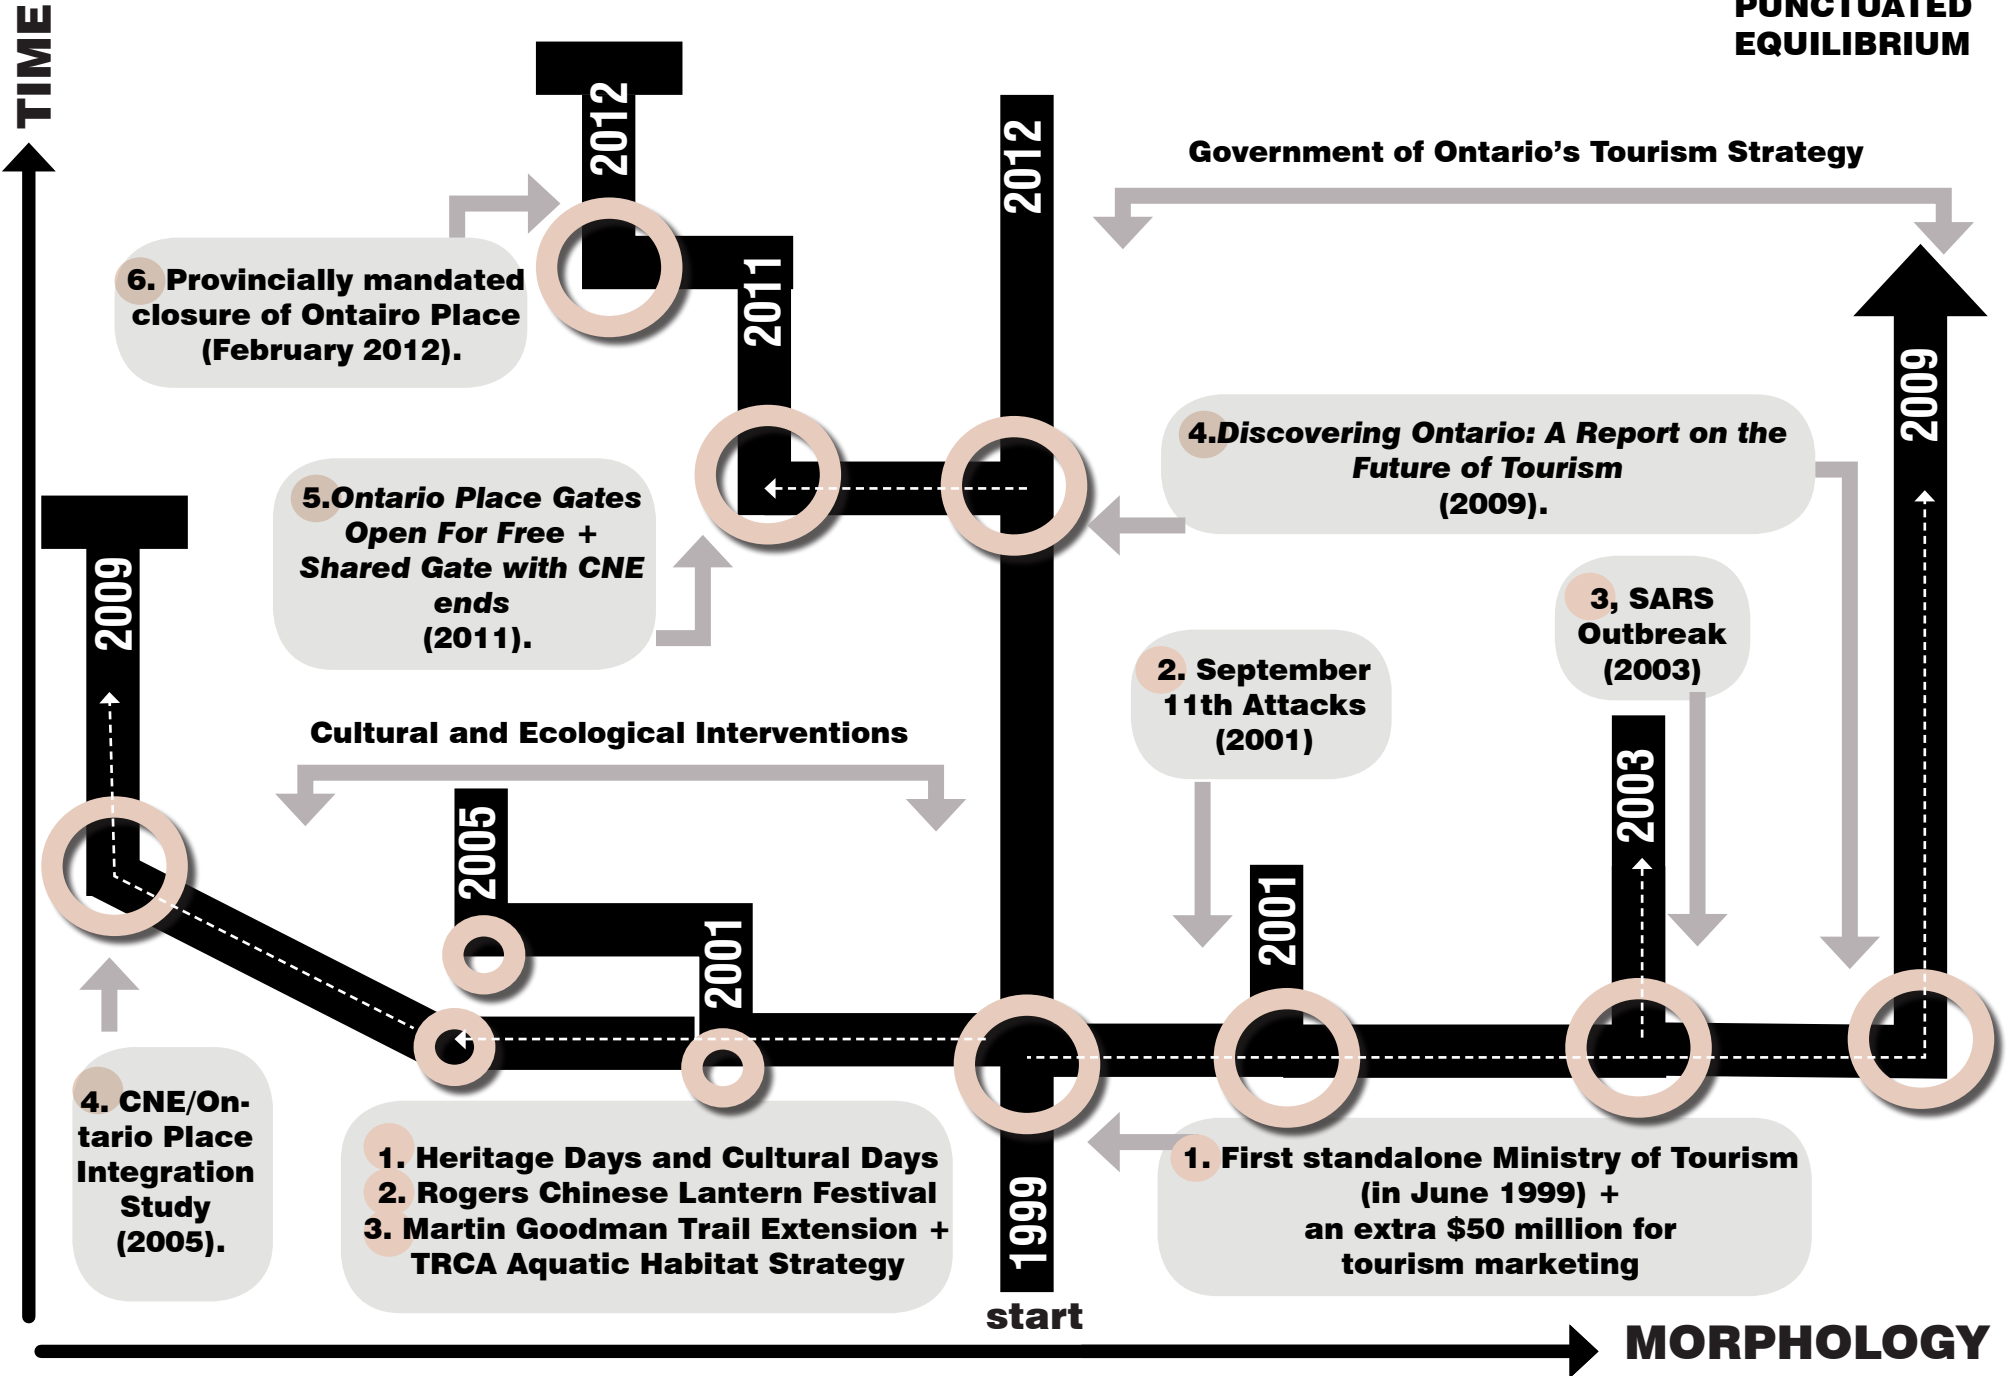 TIME
PUNCTUATED
EQUILIBRIUM
2012
2012
Government of Ontario’s Tourism Strategy
6. Provincially mandated
closure of Ontairo Place
(February 2012).
2011
2009
4.Discovering Ontario: A Report on the
Future of Tourism
(2009).
5.Ontario Place Gates
Open For Free +
Shared Gate with CNE
ends
(2011).
2009
3, SARS
Outbreak
(2003)
2. September
11th Attacks
(2001)
Cultural and Ecological Interventions
2003
2005
2001
2001
4. CNE/On-
tario Place
Integration
Study
(2005).
1. Heritage Days and Cultural Days
2. Rogers Chinese Lantern Festival
3. Martin Goodman Trail Extension +
TRCA Aquatic Habitat Strategy
1999
start
1. First standalone Ministry of Tourism
(in June 1999) +
an extra $50 million for
tourism marketing
MORPHOLOGY